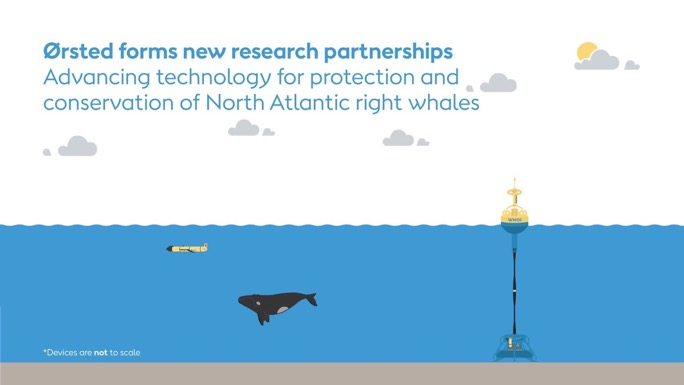 Ørsted forms new research partnerships
Advancing technology for protection and
conservation of North Atlantic right whales
WHOI
*Devices are not to scale